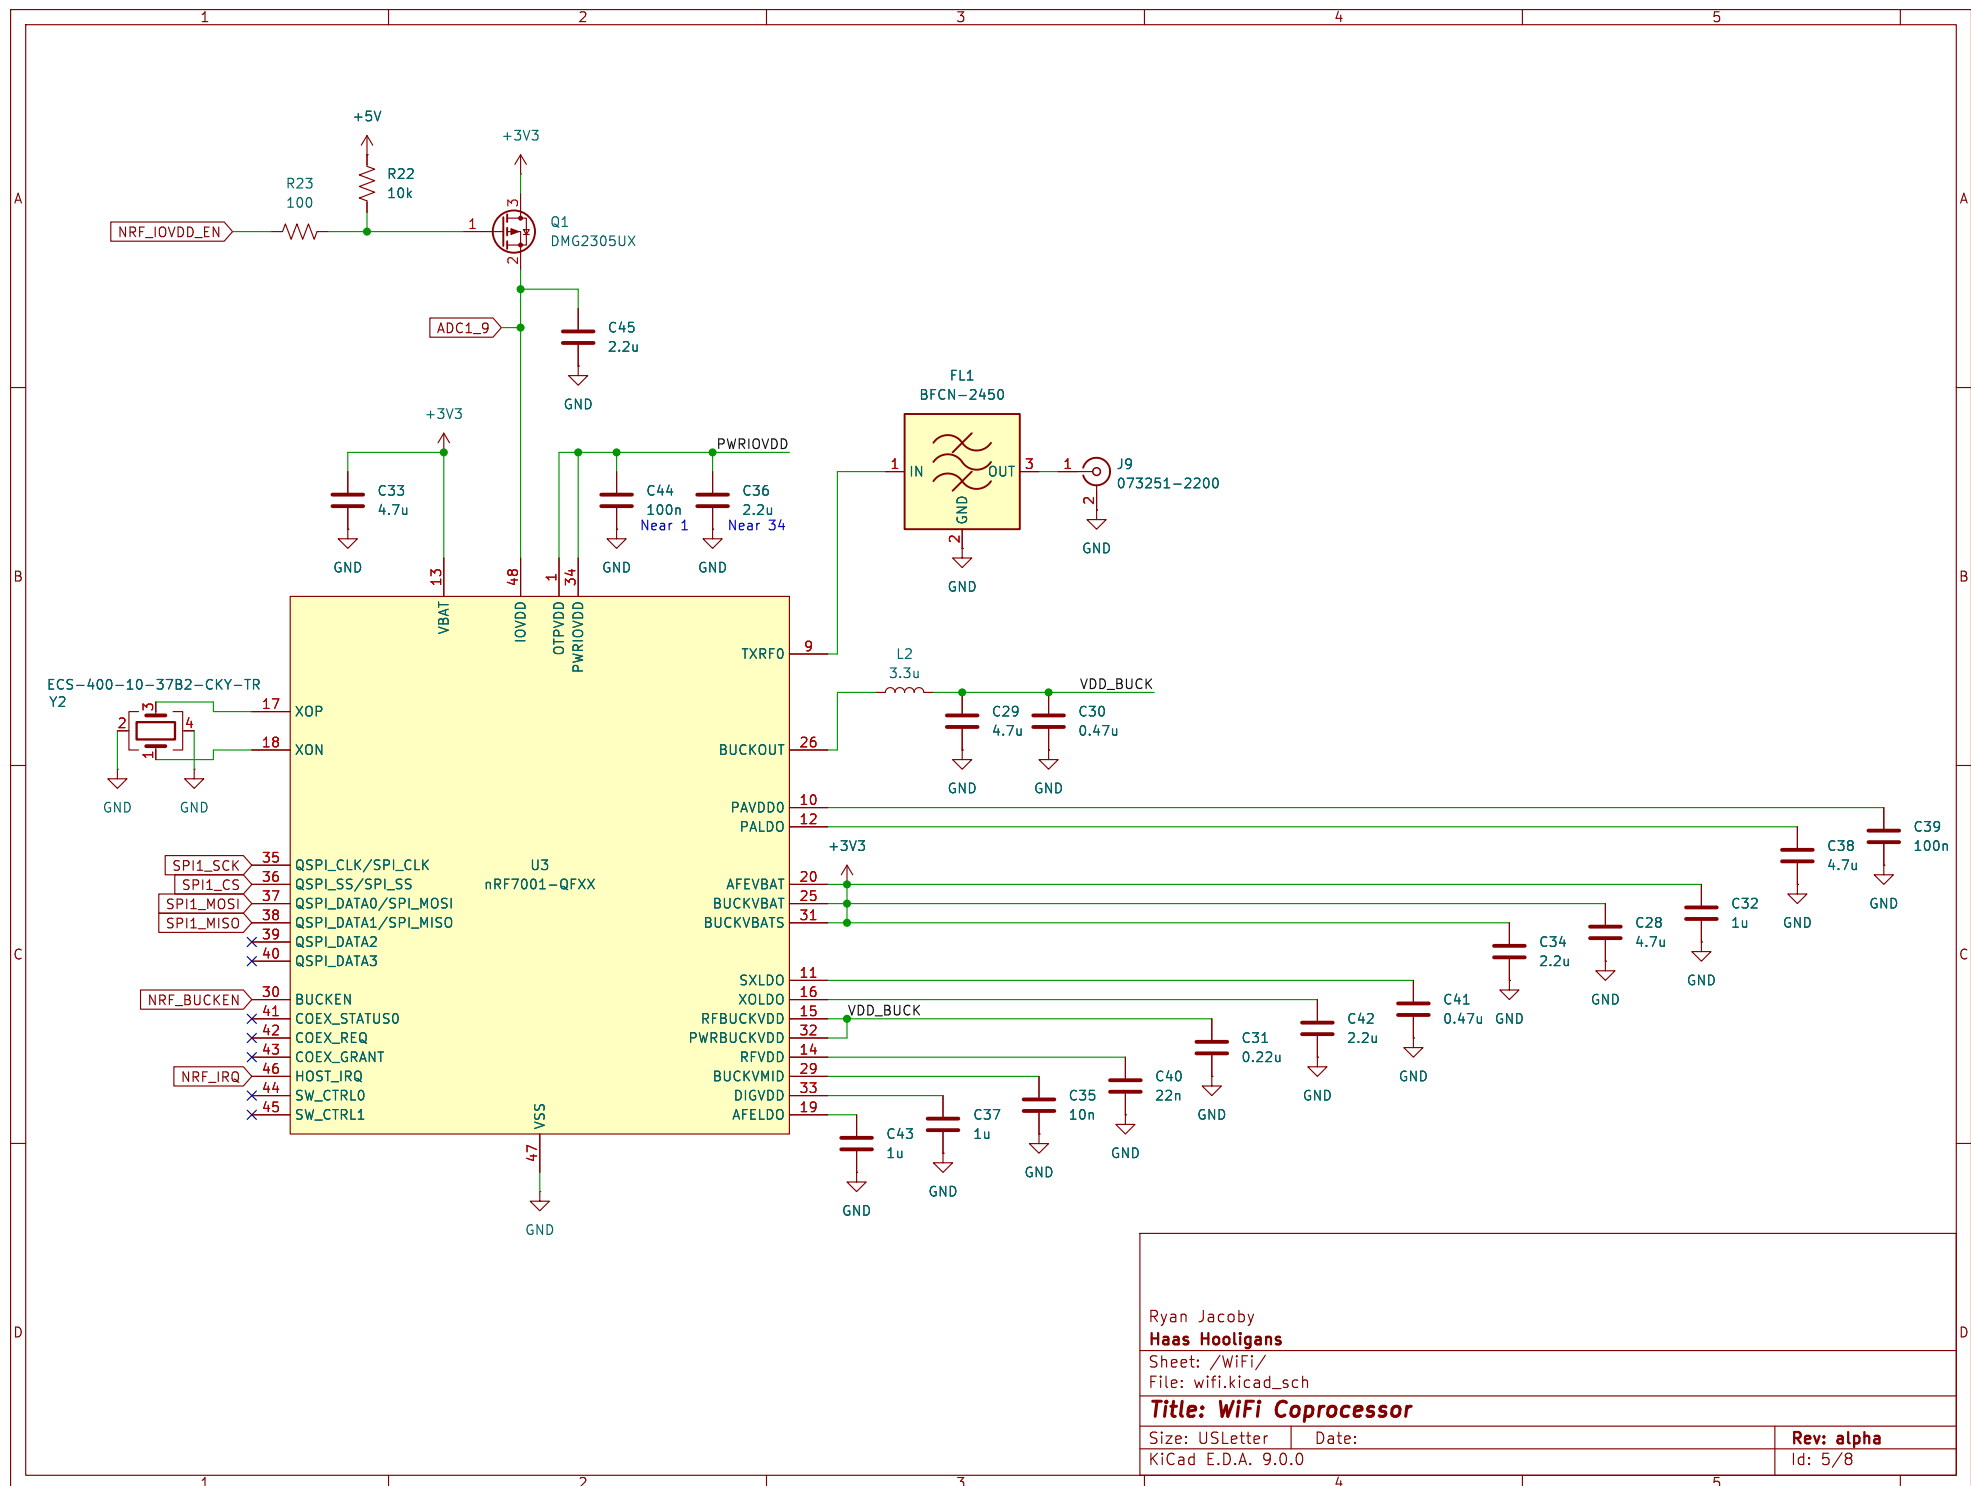 1 2 3 4 5
A A
B B
C C
D D
1 2 3 4 5
+5V
R22
10k
R23
100
NRF_IOVDD_EN
+3V3
1
3
2
Q1
DMG2305UX
ADC1_9
C45
2.2u
GND
+3V3
C33
4.7u
GND
PWRIOVDD
C44
100n
Near 1
GND
C36
2.2u
Near 34
GND
FL1
BFCN-2450
1
IN
OUT
3
GND
2
GND
1
J9
073251-2200
2
GND
13
VBAT
48
IOVDD
1
OTPVDD
34
PWRIOVDD
ECS-400-10-37B2-CKY-TR
Y2
3
2
4
1
GND
GND
17 XOP
18 XON
SPI1_SCK 35 QSPI_CLK/SPI_CLK
SPI1_CS 36 QSPI_SS/SPI_SS
SPI1_MOSI 37 QSPI_DATA0/SPI_MOSI
SPI1_MISO 38 QSPI_DATA1/SPI_MISO
39 QSPI_DATA2
40 QSPI_DATA3
NRF_BUCKEN 30 BUCKEN
41 COEX_STATUS0
42 COEX_REQ
43 COEX_GRANT
NRF_IRQ 46 HOST_IRQ
44 SW_CTRL0
45 SW_CTRL1
U3
nRF7001-QFXX
VSS
47
GND
TXRF0 9
BUCKOUT 26
L2
3.3u
VDD_BUCK
C29
4.7u
GND
C30
0.47u
GND
PAVDD0 10
PALDO 12
+3V3
AFEVBAT 20
BUCKVBAT 25
BUCKVBATS 31
SXLDO 11
XOLDO 16
RFBUCKVDD 15
VDD_BUCK
PWRBUCKVDD 32
RFVDD 14
BUCKVMID 29
DIGVDD 33
AFELDO 19
C39
100n
GND
C38
4.7u
GND
C32
1u
GND
C28
4.7u
GND
C34
2.2u
GND
C41
0.47u
GND
C42
2.2u
GND
C31
0.22u
GND
C40
22n
GND
C35
10n
GND
C37
1u
GND
C43
1u
GND
Ryan Jacoby
Haas Hooligans
Sheet: /WiFi/
File: wifi.kicad_sch
Title: WiFi Coprocessor
Size: USLetter Date: Rev: alpha
KiCad E.D.A. 9.0.0 Id: 5/8